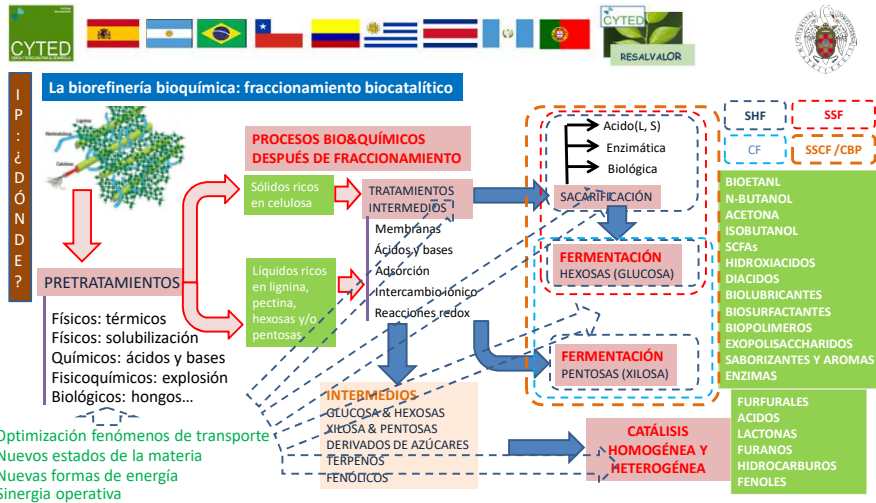 CYTED
CYTED
RESALVALOR
IP: ¿DÓNDE?
La biorefinería bioquímica: fraccionamiento biocatalítico
Lignina
Hemicelulosa
Celulosa
PRETRATAMIENTOS
Físicos: térmicos
Físicos: solubilización
Químicos: ácidos y bases
Fisicoquímicos: explosión
Biológicos: hongos…
Optimización fenómenos de transporte
Nuevos estados de la materia
Nuevas formas de energía
Sinergia operativa
PROCESOS BIO&QUÍMICOS
DESPUÉS DE FRACCIONAMIENTO
Sólidos ricos
en celulosa
Líquidos ricos
en lignina,
pectina,
hexosas y/o
pentosas
TRATAMIENTOS
INTERMEDIOS
Membranas
Ácidos y bases
Adsorción
Intercambio iónico
Reacciones redox
INTERMEDIOS
GLUCOSA & HEXOSAS
XILOSA & PENTOSAS
DERIVADOS DE AZÚCARES
TERPENOS
FENÓLICOS
Acido(L, S)
Enzimática
Biológica
SACARIFICACIÓN
FERMENTACIÓN
HEXOSAS (GLUCOSA)
FERMENTACIÓN
PENTOSAS (XILOSA)
CATÁLISIS
HOMOGÉNEA Y
HETEROGÉNEA
SHF
SSF
CF
SSCF /CBP
BIOETANL
N-BUTANOL
ACETONA
ISOBUTANOL
SCFAs
HIDROXIACIDOS
DIACIDOS
BIOLUBRICANTES
BIOSURFACTANTES
BIOPOLIMEROS
EXOPOLISACCHARIDOS
SABORIZANTES Y AROMAS
ENZIMAS
FURFURALES
ACIDOS
LACTONAS
FURANOS
HIDROCARBUROS
FENOLES